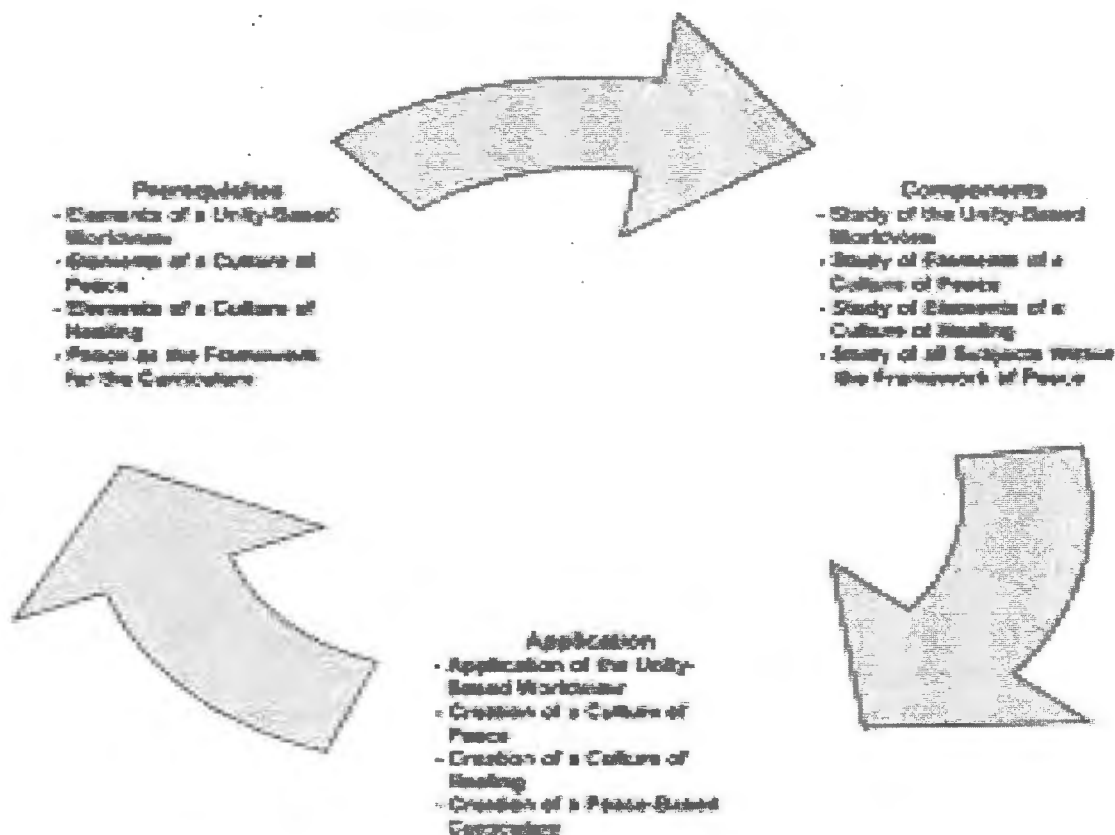 Prerequisites
- Elements of a Unity-Based
Worldview
- Elements of a Culture of
Peace
- Elements of a Culture of
Healing
- Peace as the Framework
for the Curriculum
Components
- Study of the Unity-Based
Worldview
- Study of Elements of a
Culture of Peace
- Study of Elements of a
Culture of Healing
- Study of all Subjects within
the Framework of Peace
Application
- Application of the Unity-
Based Worldview
- Creation of a Culture of
Peace
- Creation of a Culture of
Healing
- Creation of a Peace-Based
Curriculum